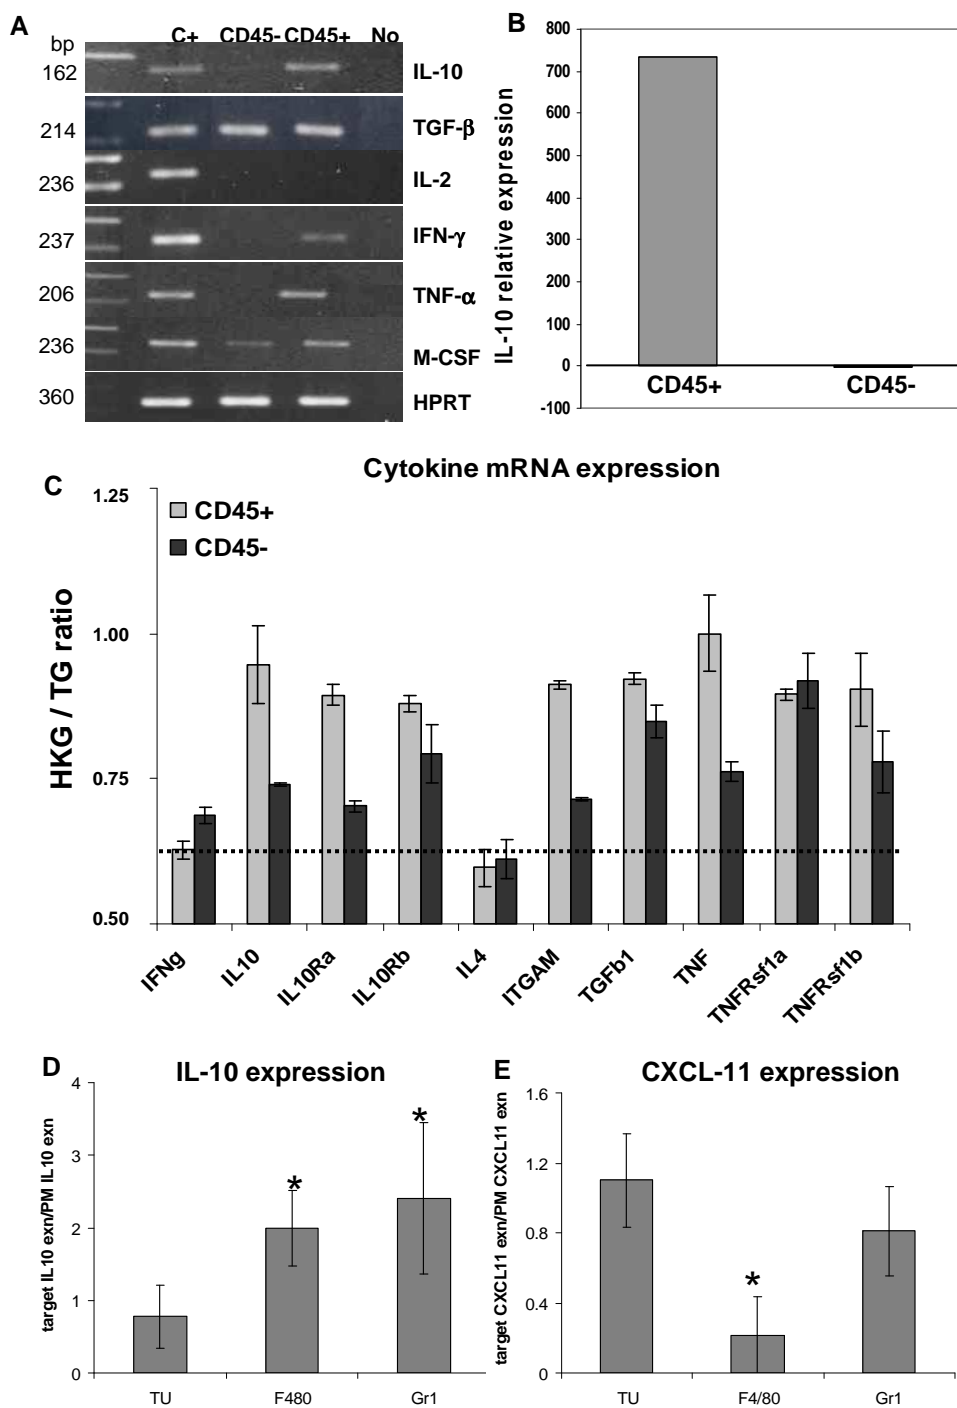 A
bp
C+ CD45- CD45+ No
162 IL-10
214 TGF-β
236 IL-2
237 IFN-γ
206 TNF-α
236 M-CSF
360 HPRT
B
IL-10 relative expression
800
700
600
500
400
300
200
100
0
-100
CD45+ CD45-
C
Cytokine mRNA expression
HKG / TG ratio
1.25
1.00
0.75
0.50
CD45+
CD45-
IFNg IL10 IL10Ra IL10Rb IL4 ITGAM TGFb1 TNF TNFRsf1a TNFRsf1b
D
IL-10 expression
target IL10 exn/PM IL10 exn
4
3
2
1
0
* *
TU F480 Gr1
E
CXCL-11 expression
target CXCL11 exn/PM CXCL11 exn
1.6
1.2
0.8
0.4
0
*
TU F4/80 Gr1